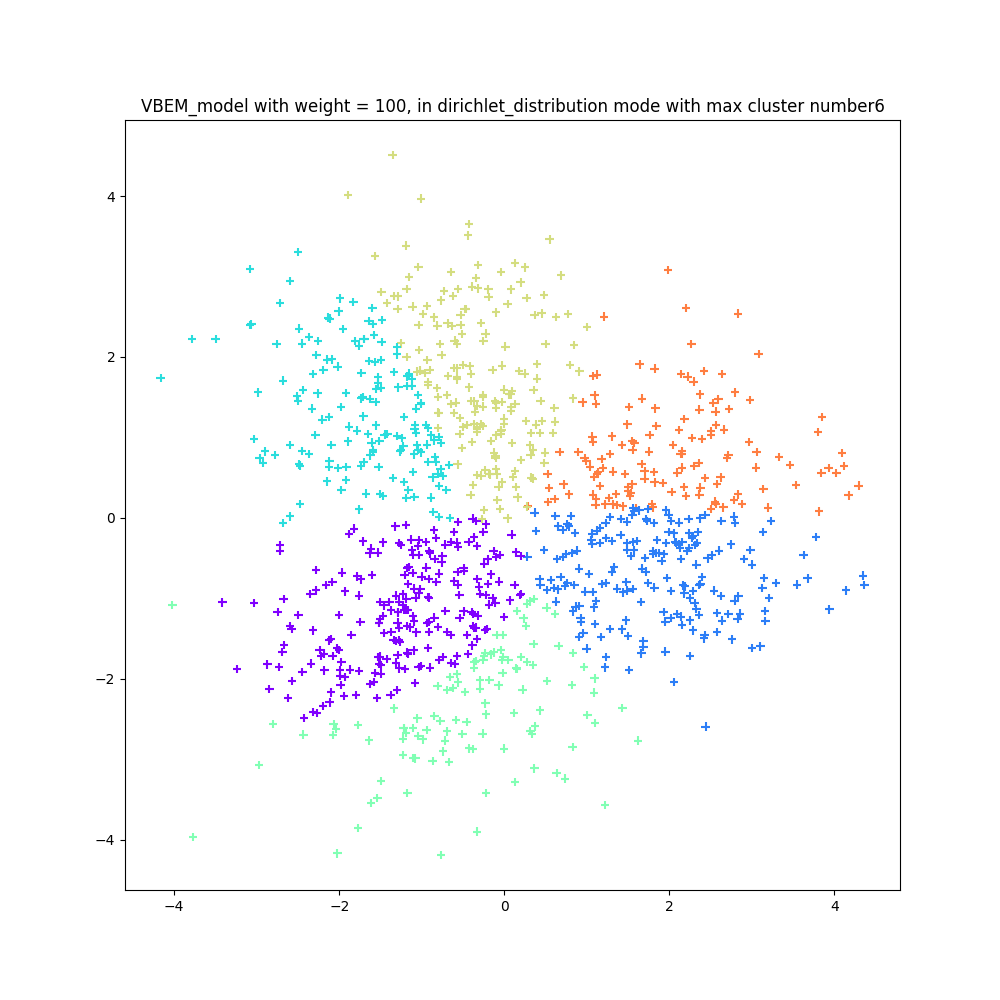 VBEM_model with weight = 100, in dirichlet_distribution mode with max cluster number6
4
2
0
−2
−4
−4 −2 0 2 4